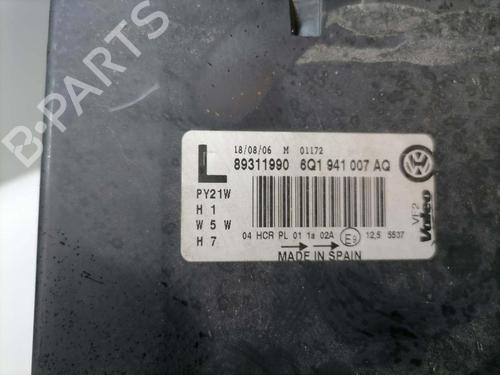 B-PARTS
18/08/06 M 01172
L 89311990 6Q1 941 007 AQ
PY21W
H 1
W 5 W
H 7
04 HCR PL 01 1a 02A E9 12,5 5537
MADE IN SPAIN
VF2
Valeo